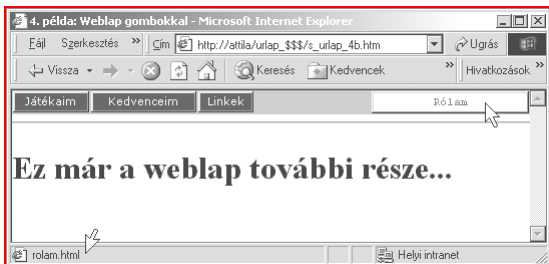 4. példa: Weblap gombokkal - Microsoft Internet Explorer
Fájl Szerkesztés » Cím http://attila/urlap_$$$/s_urlap_4b.htm Ugrás
Vissza Keresés Kedvencek » Hivatkozások »
Játékaim Kedvenceim Linkek Rólam
Ez már a weblap további része...
rolam.html Helyi intranet